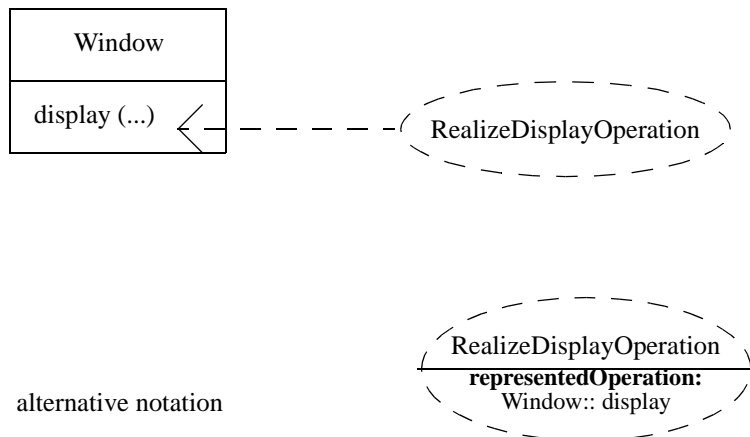 Window
display (...)
RealizeDisplayOperation
RealizeDisplayOperation
representedOperation:
Window:: display
alternative notation